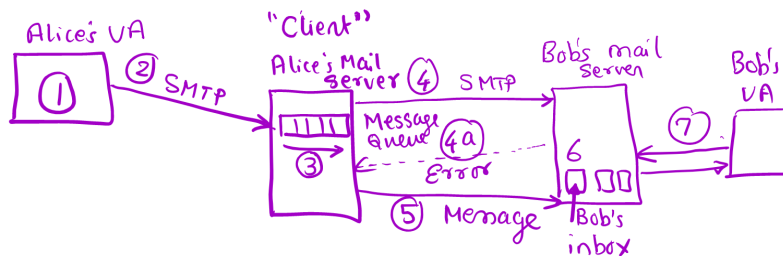 "Client"
Alice's UA
①
②
SMTP
Alice's Mail
Server
③
Message
Queue
④
SMTP
4a
Error
⑤ Message
Bob's mail
server
6
Bob's
inbox
⑦
Bob's
UA